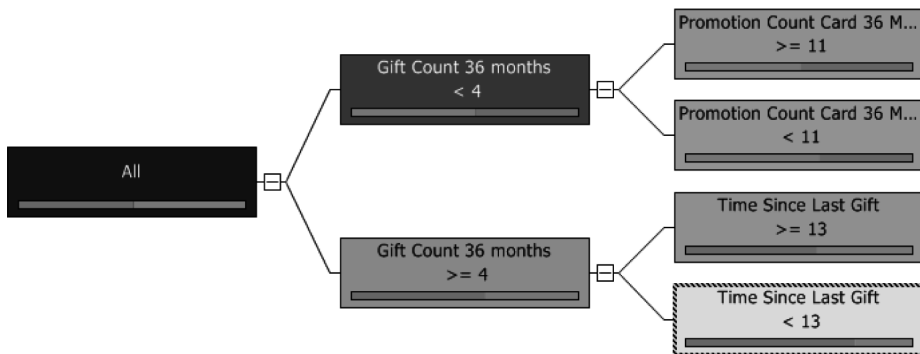 All
Gift Count 36 months
< 4
Gift Count 36 months
>= 4
Promotion Count Card 36 M...
>= 11
Promotion Count Card 36 M...
< 11
Time Since Last Gift
>= 13
Time Since Last Gift
< 13